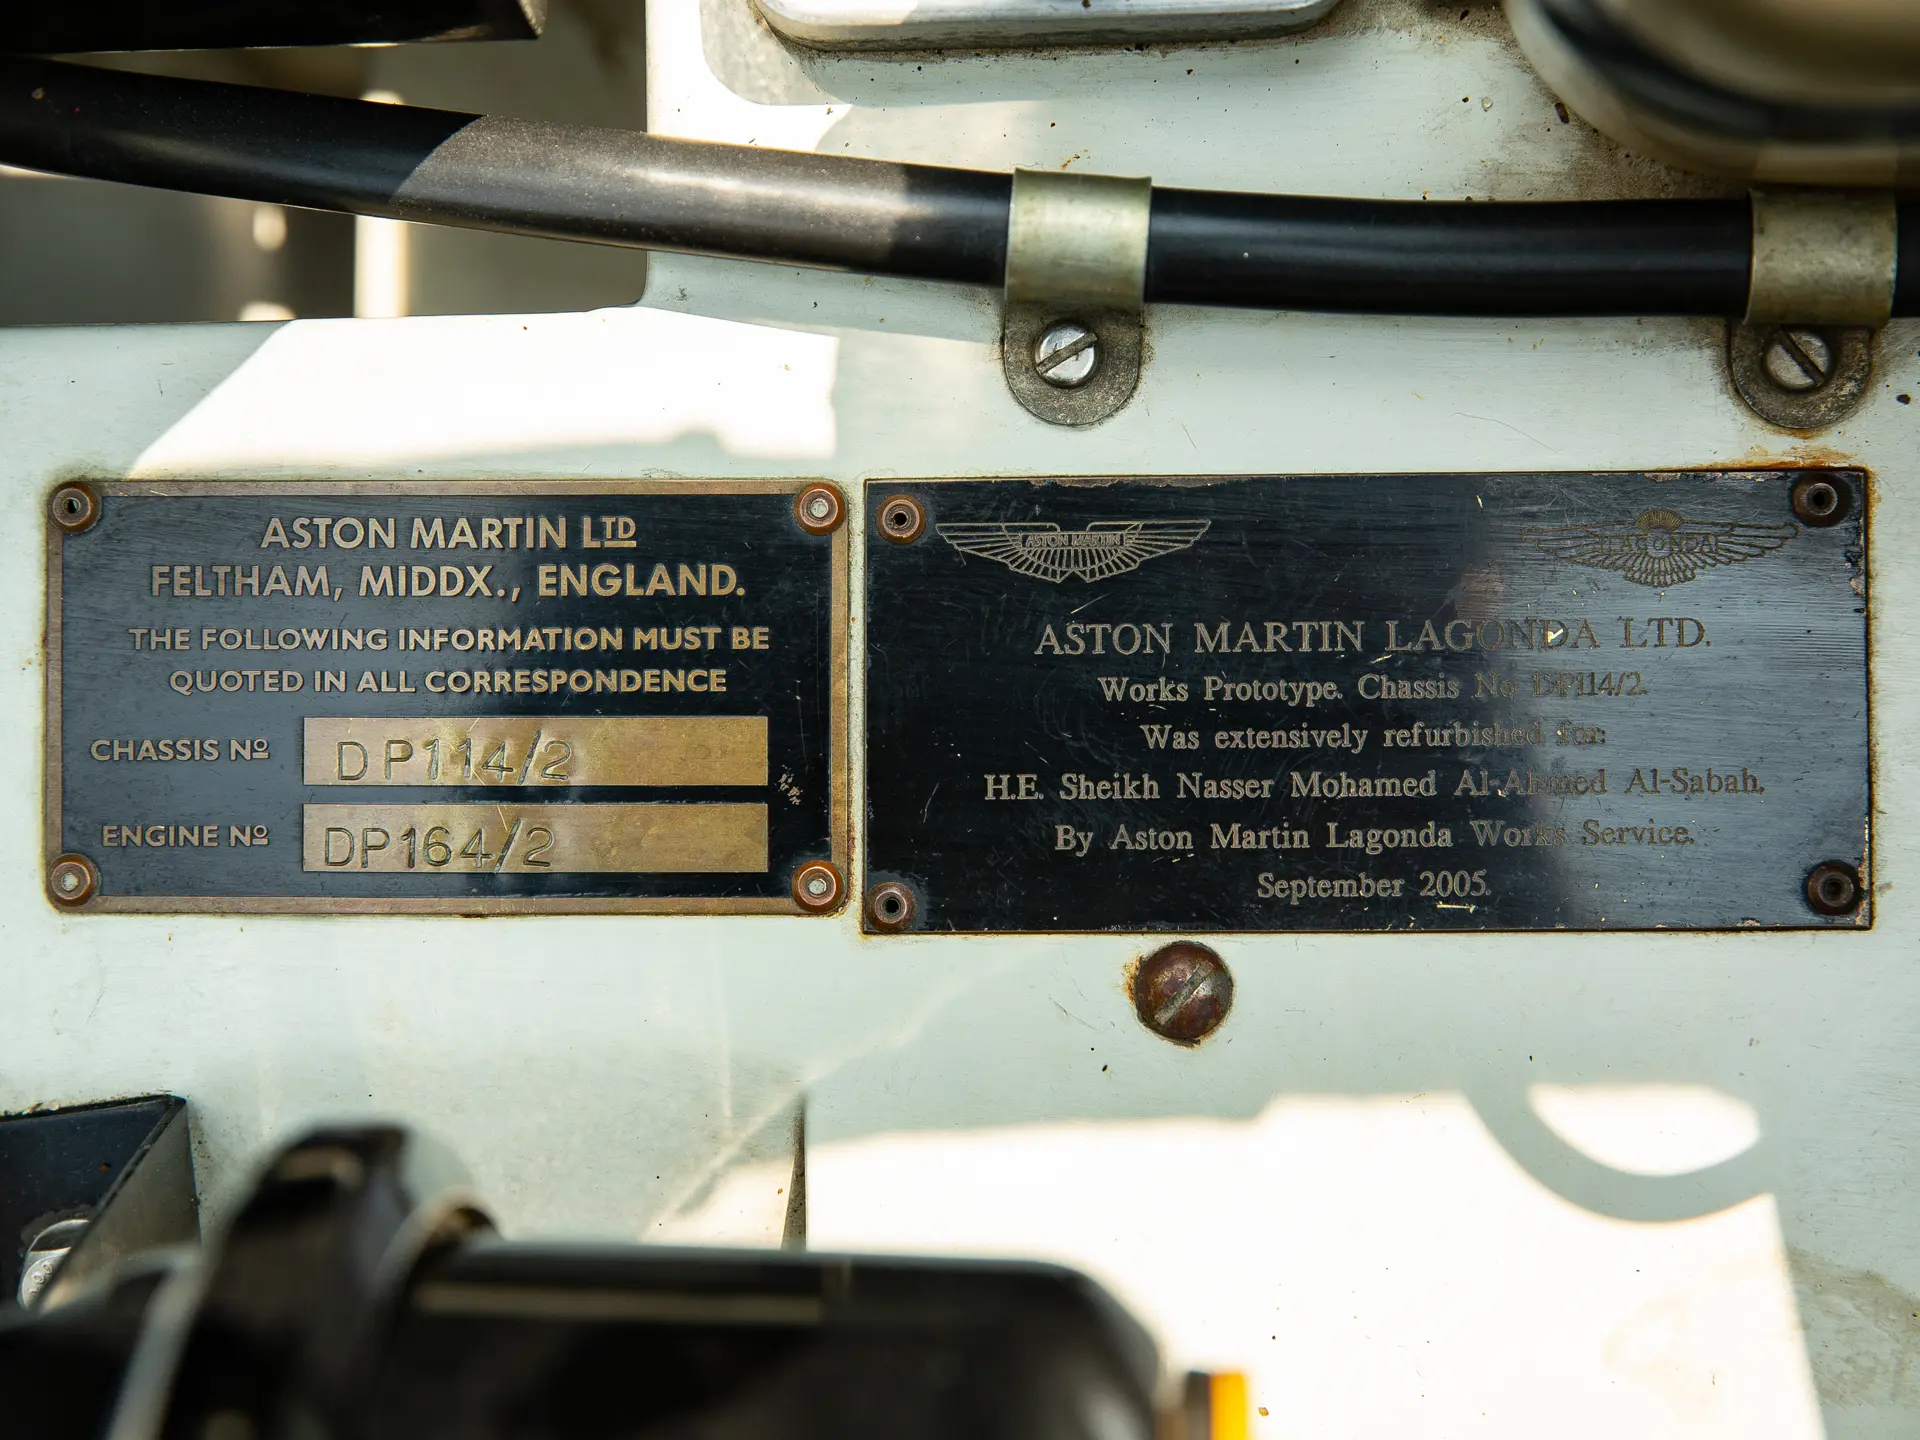 ASTON MARTIN LTD
FELTHAM, MIDDX., ENGLAND.
THE FOLLOWING INFORMATION MUST BE
QUOTED IN ALL CORRESPONDENCE
CHASSIS Nº DP114/2
ENGINE Nº DP164/2
ASTON MARTIN
LAGONDA
ASTON MARTIN LAGONDA LTD.
Works Prototype. Chassis No DP114/2.
Was extensively refurbished for:
H.E. Sheikh Nasser Mohamed Al-Ahmed Al-Sabah,
By Aston Martin Lagonda Works Service.
September 2005.